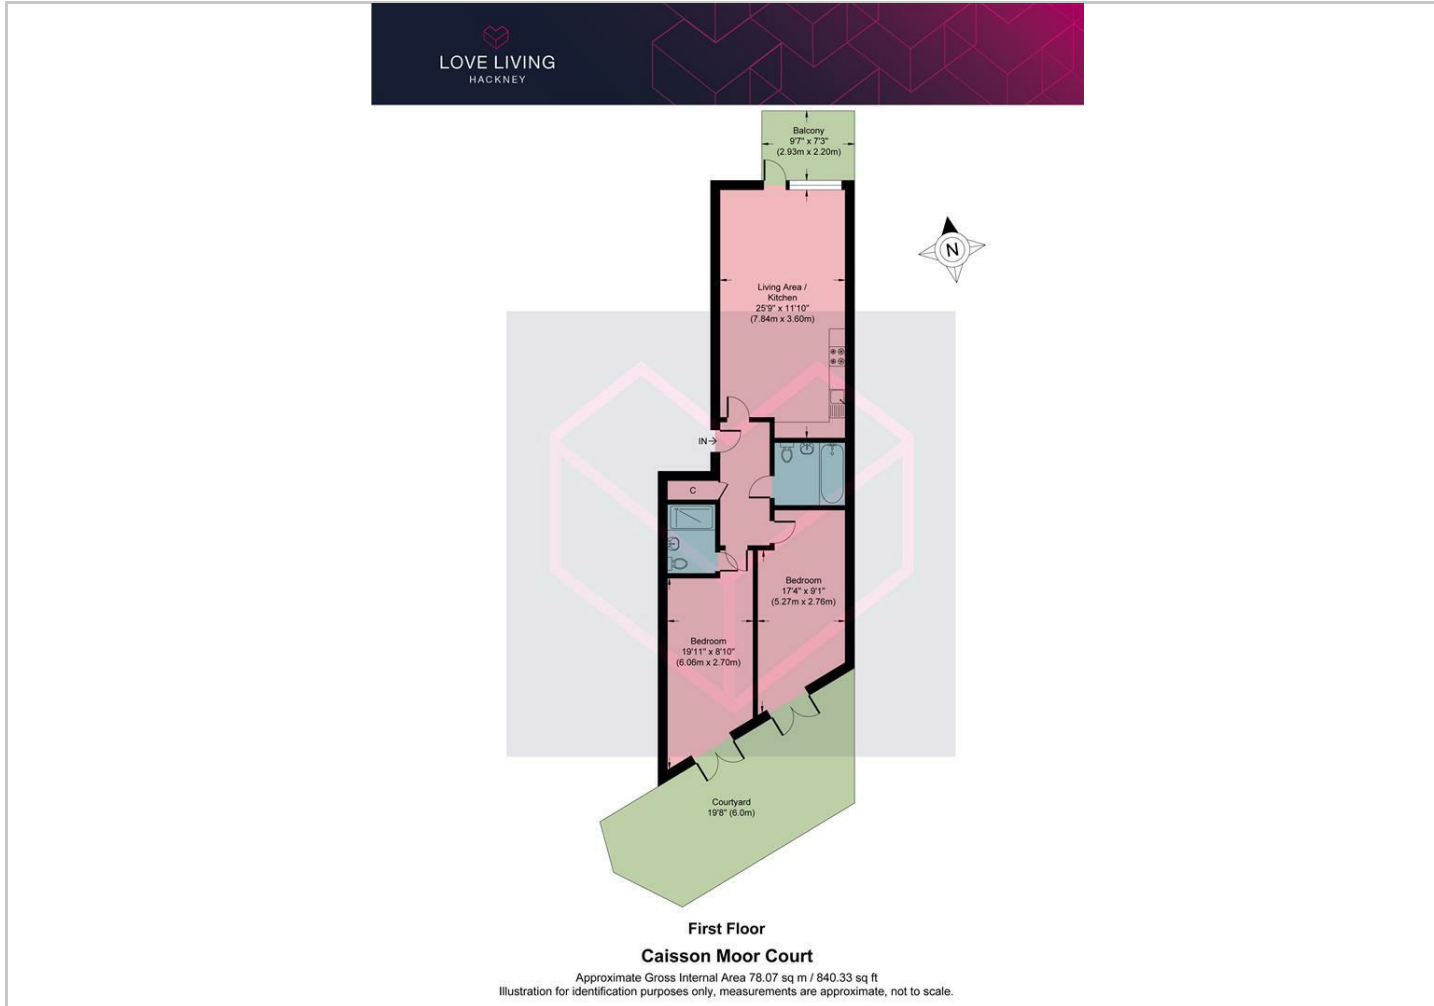 LOVE LIVING
HACKNEY
Balcony
9'7" x 7'3"
(2.93m x 2.20m)
N
Living Area /
Kitchen
25'9" x 11'10"
(7.84m x 3.60m)
IN
C
Bedroom
17'4" x 9'1"
(5.27m x 2.76m)
Bedroom
19'11" x 8'10"
(6.06m x 2.70m)
Courtyard
19'8" (6.0m)
First Floor
Caisson Moor Court
Approximate Gross Internal Area 78.07 sq m / 840.33 sq ft
Illustration for identification purposes only, measurements are approximate, not to scale.